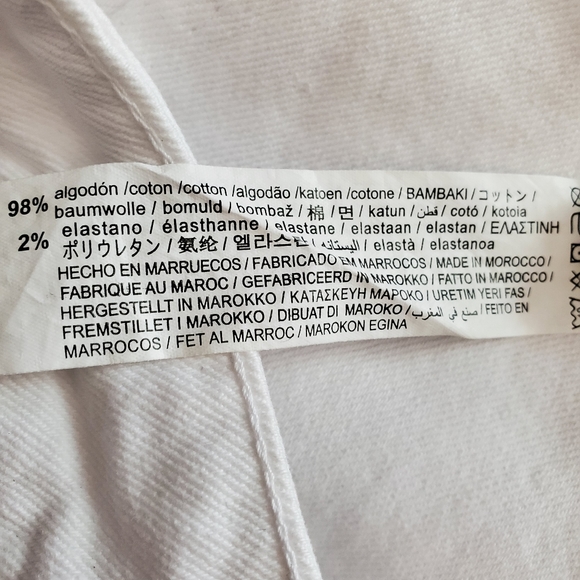 98% algodón /coton /cotton /algodão /katoen /cotone / BAMBAKI / コットン /
baumwolle / bomuld / bombaž / 棉 / 면 / katun / قطن / cotó / kotoia
2% elastano / élasthanne / elastane / elastaan / elastan / ΕΛΑΣΤΙΝΗ
ポリウレタン / 氨纶 / 엘라스탄 / اليستان / elastà / elastanoa
HECHO EN MARRUECOS / FABRICADO EM MARROCOS / MADE IN MOROCCO /
FABRIQUE AU MAROC / GEFABRICEERD IN MAROKKO / FATTO IN MAROCCO /
HERGESTELLT IN MAROKKO / ΚΑΤΑΣΚΕΥΗ ΜΑΡΟΚΟ / URETIM YERI FAS /
FREMSTILLET I MAROKKO / DIBUAT DI MAROKO / صنع في المغرب / FEITO EN
MARROCOS / FET AL MARROC / MAROKON EGINA